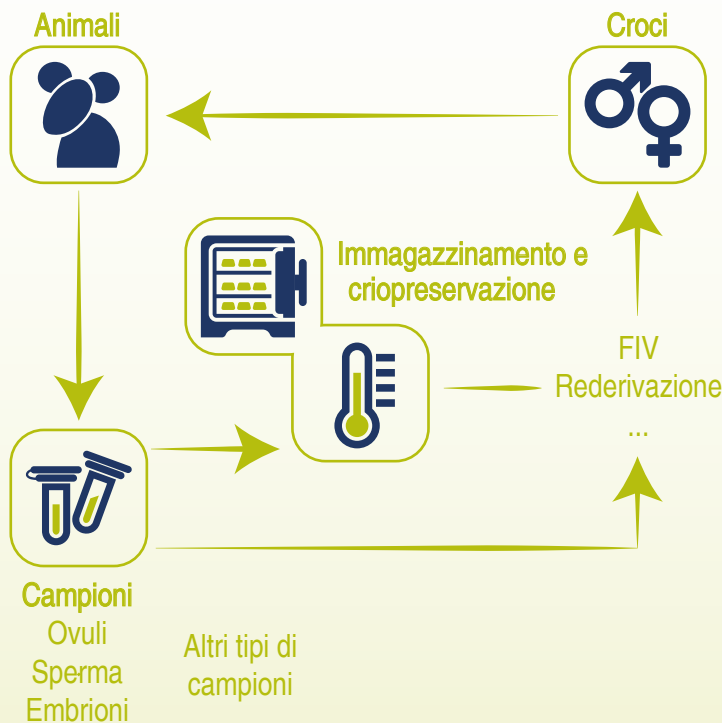 Animali
Croci
Immagazzinamento e
criopreservazione
FIV
Rederivazione
...
Campioni
Ovuli
Sperma
Embrioni
Altri tipi di
campioni